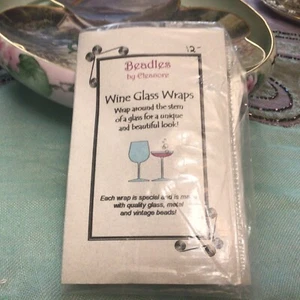 12-
Beadles
by Eleanore
Wine Glass Wraps
Wrap around the stem
of a glass for a unique
and beautiful look!
Each wrap is special and is made
with quality glass, metal
and vintage beads!